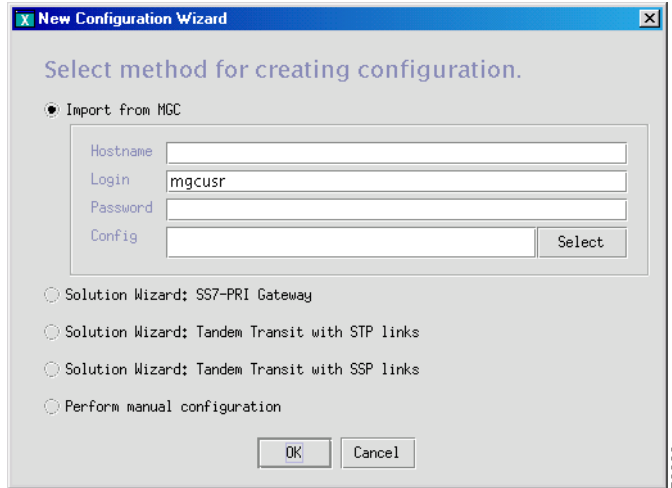 New Configuration Wizard
Select method for creating configuration.
Import from MGC
Hostname
Login mgcusr
Password
Config Select
Solution Wizard: SS7-PRI Gateway
Solution Wizard: Tandem Transit with STP links
Solution Wizard: Tandem Transit with SSP links
Perform manual configuration
OK Cancel